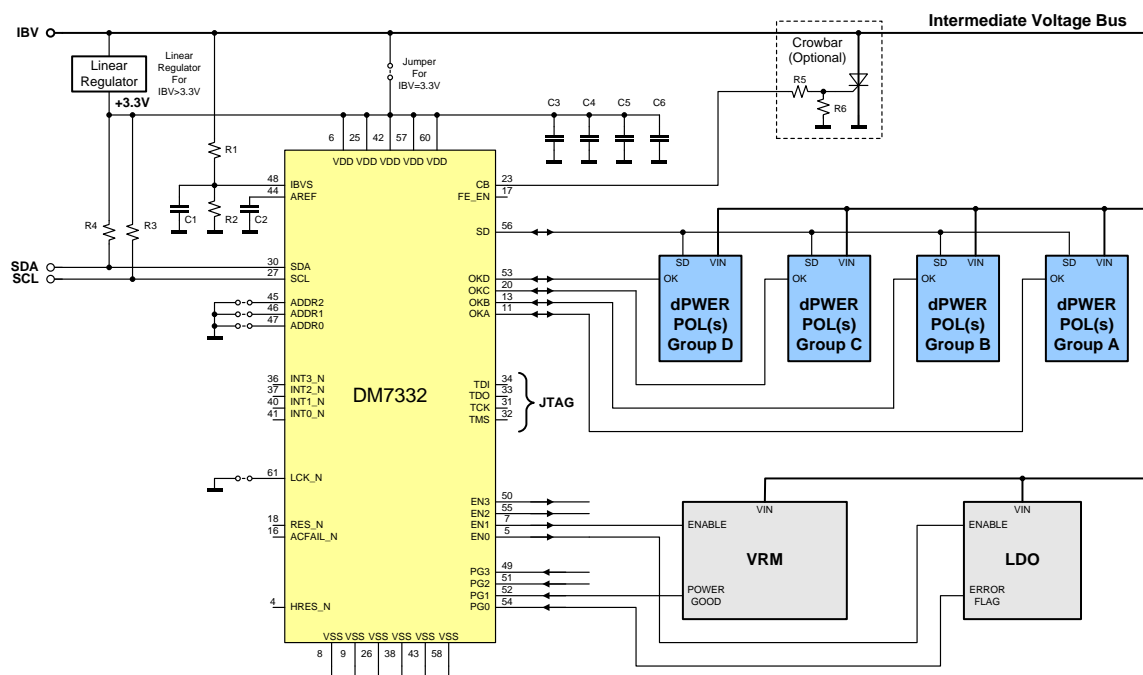 Intermediate Voltage Bus
IBV
Linear
Regulator
+3.3V
Linear
Regulator
For
IBV>3.3V
Jumper
For
IBV=3.3V
Crowbar
(Optional)
R5
R6
C3 C4 C5 C6
R1
6 25 42 57 60
VDD VDD VDD VDD VDD
48 IBVS
44 AREF
CB 23
FE_EN 17
C1 R2 C2
R4 R3
SD 56
SDA
SCL
30 SDA
27 SCL
OKD 53
OKC 20
OKB 13
OKA 11
45 ADDR2
46 ADDR1
47 ADDR0
SD VIN
OK
dPWER
POL(s)
Group D
SD VIN
OK
dPWER
POL(s)
Group C
SD VIN
OK
dPWER
POL(s)
Group B
SD VIN
OK
dPWER
POL(s)
Group A
36 INT3_N
37 INT2_N
40 INT1_N
41 INT0_N
DM7332
TDI 34
TDO 33
TCK 31
TMS 32
JTAG
61 LCK_N
18 RES_N
16 ACFAIL_N
EN3 50
EN2 55
EN1 7
EN0 5
PG3 49
PG2 51
PG1 52
PG0 54
4 HRES_N
VSS VSS VSS VSS VSS VSS
8 9 26 38 43 58
VIN
ENABLE
VRM
POWER
GOOD
VIN
ENABLE
LDO
ERROR
FLAG